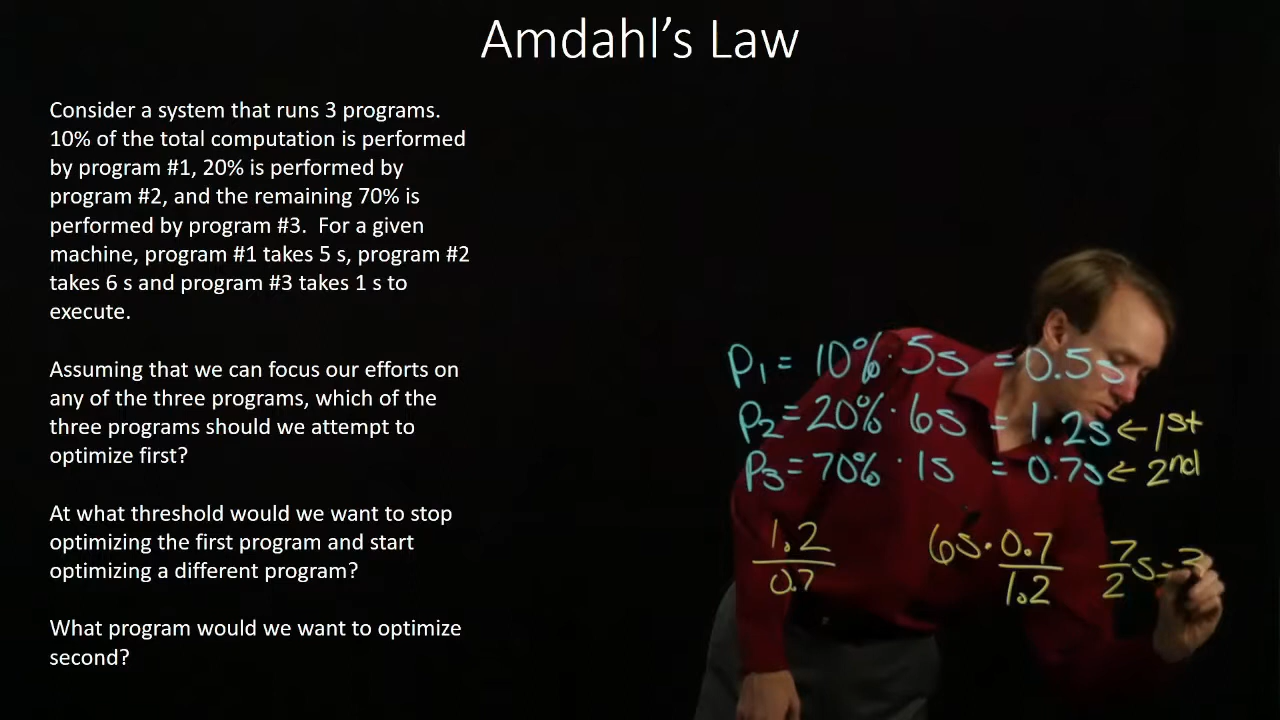 Amdahl's Law
Consider a system that runs 3 programs.
10% of the total computation is performed
by program #1, 20% is performed by
program #2, and the remaining 70% is
performed by program #3. For a given
machine, program #1 takes 5 s, program #2
takes 6 s and program #3 takes 1 s to
execute.
Assuming that we can focus our efforts on
any of the three programs, which of the
three programs should we attempt to
optimize first?
At what threshold would we want to stop
optimizing the first program and start
optimizing a different program?
What program would we want to optimize
second?
P1 = 10% · 5s = 0.5s
P2 = 20% · 6s = 1.2s ← 1st
P3 = 70% · 1s = 0.7s ← 2nd
1.2
0.7
6s · 0.7
1.2
7
2 s =